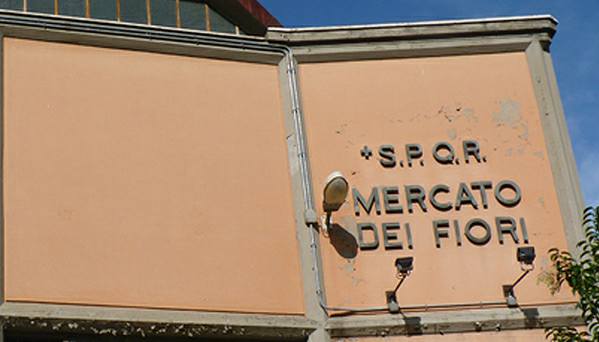 +S.P.Q.R.
MERCATO
DEI FIORI